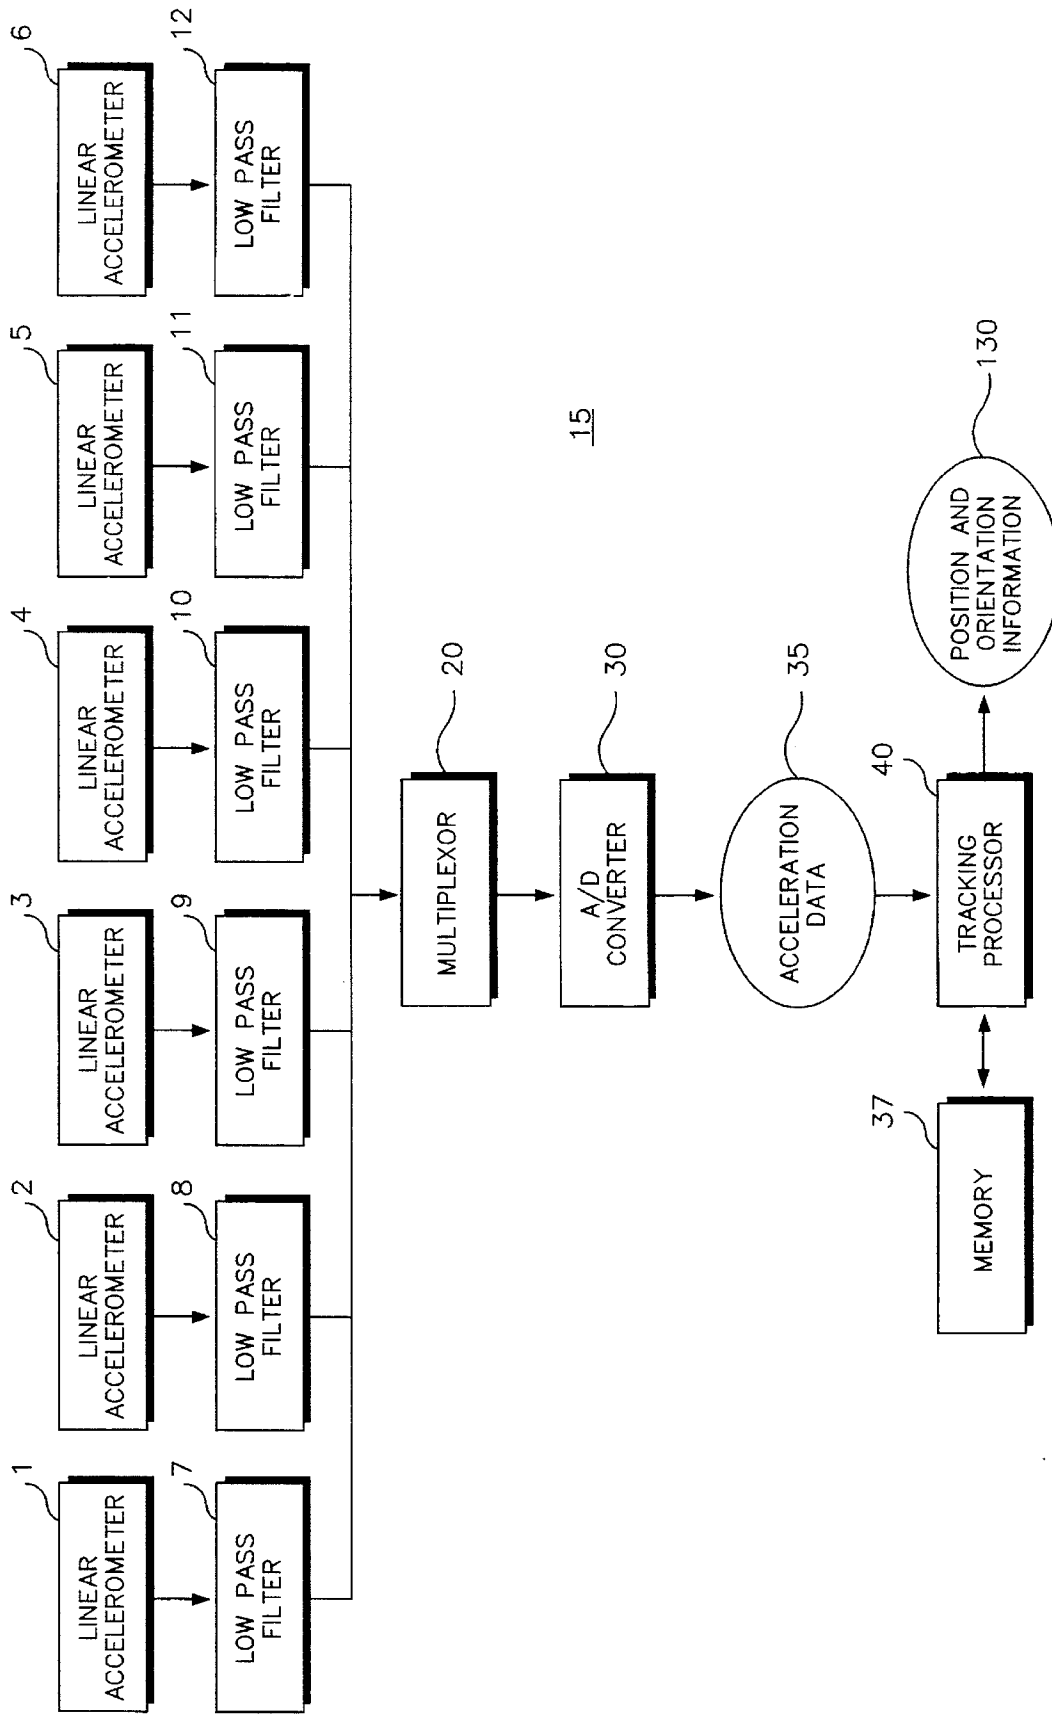 1
2
3
4
5
6
LINEAR
ACCELEROMETER
LINEAR
ACCELEROMETER
LINEAR
ACCELEROMETER
LINEAR
ACCELEROMETER
LINEAR
ACCELEROMETER
LINEAR
ACCELEROMETER
7
8
9
10
11
12
LOW PASS
FILTER
LOW PASS
FILTER
LOW PASS
FILTER
LOW PASS
FILTER
LOW PASS
FILTER
LOW PASS
FILTER
20
MULTIPLEXOR
15
30
A/D
CONVERTER
35
ACCELERATION
DATA
37
40
130
MEMORY
TRACKING
PROCESSOR
POSITION AND
ORIENTATION
INFORMATION